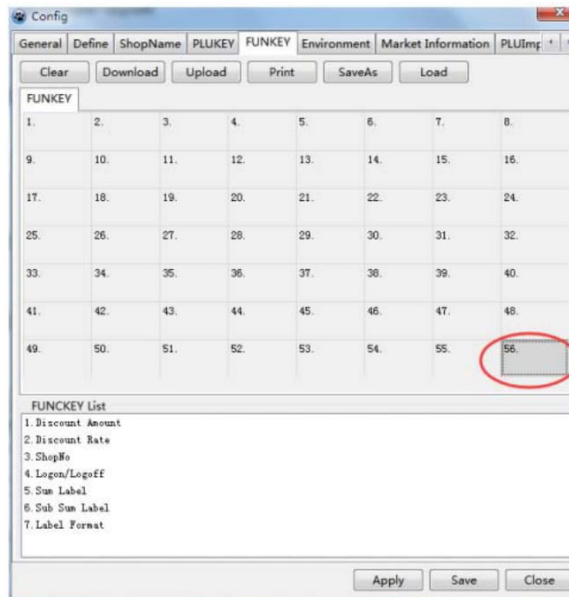 Config
General Define ShopName PLUKEY FUNKEY Environment Market Information PLUImp
Clear Download Upload Print SaveAs Load
FUNKEY
1. 2. 3. 4. 5. 6. 7. 8.
9. 10. 11. 12. 13. 14. 15. 16.
17. 18. 19. 20. 21. 22. 23. 24.
25. 26. 27. 28. 29. 30. 31. 32.
33. 34. 35. 36. 37. 38. 39. 40.
41. 42. 43. 44. 45. 46. 47. 48.
49. 50. 51. 52. 53. 54. 55. 56.
FUNCKEY List
1.Discount Amount
2.Discount Rate
3.ShopNo
4.Logon/Logoff
5.Sum Label
6.Sub Sum Label
7.Label Format
Apply Save Close